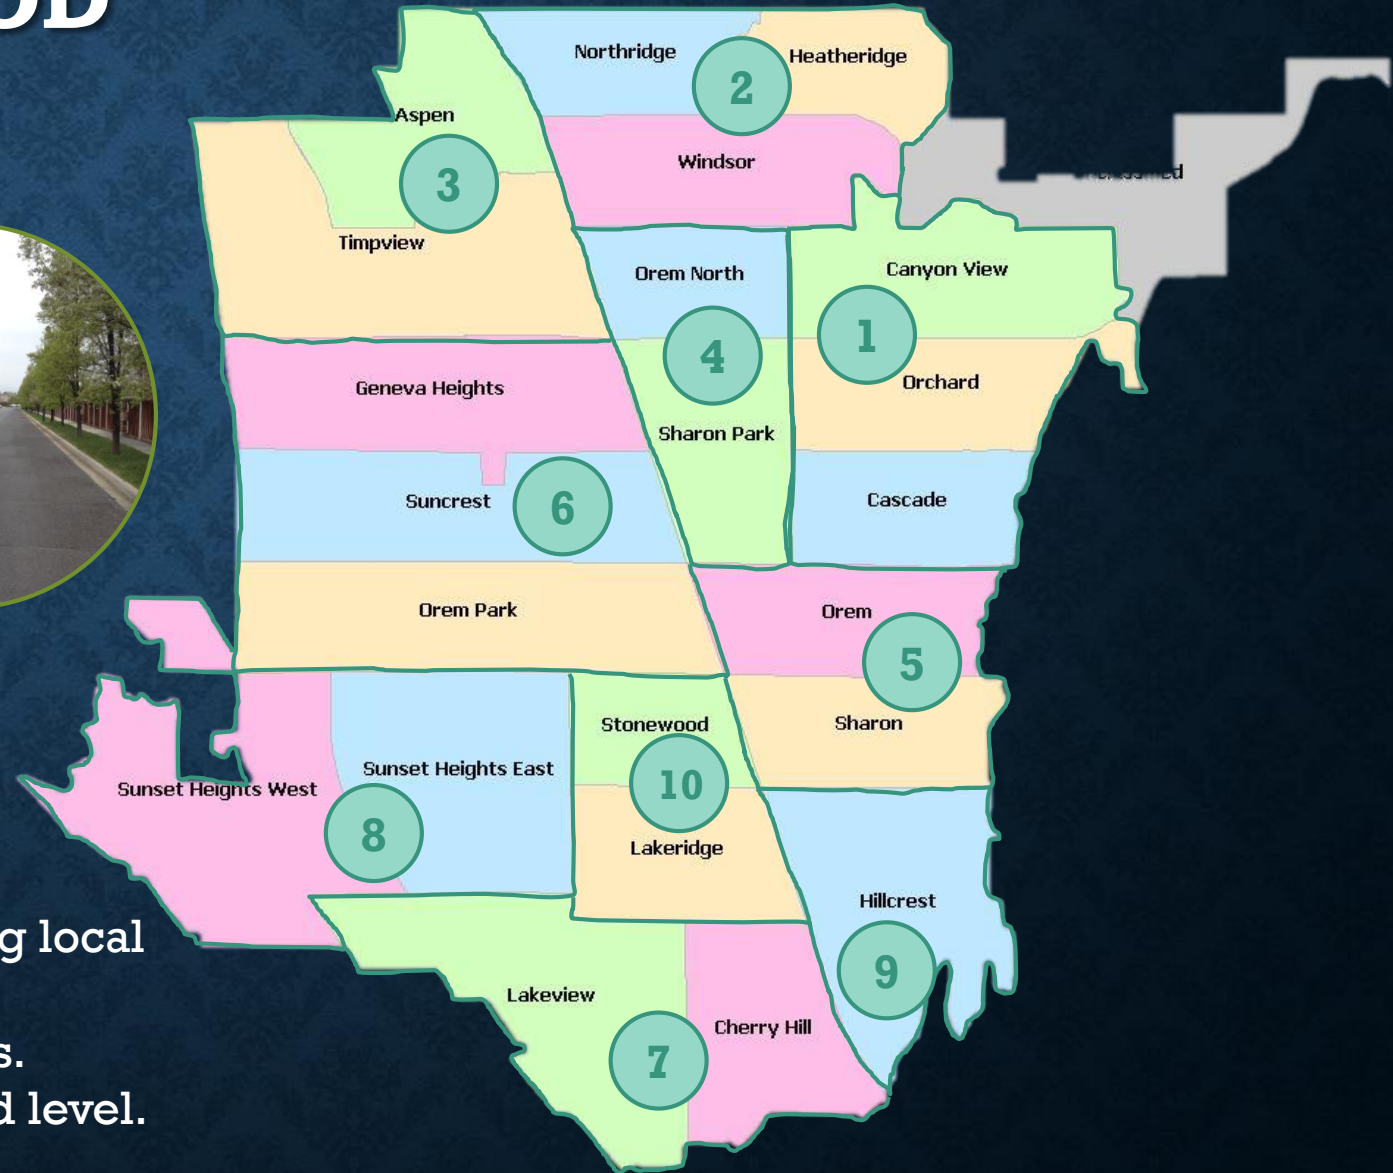 OD
Northridge
Heatheridge
2
Aspen
Windsor
3
Timpview
Orem North
Canyon View
1
4
Orchard
Geneva Heights
Sharon Park
Suncrest
6
Cascade
Orem Park
Orem
5
Stonewood
Sharon
Sunset Heights East
10
Sunset Heights West
8
Lakeridge
Hillcrest
g local
9
Lakeview
Cherry Hill
s.
7
d level.